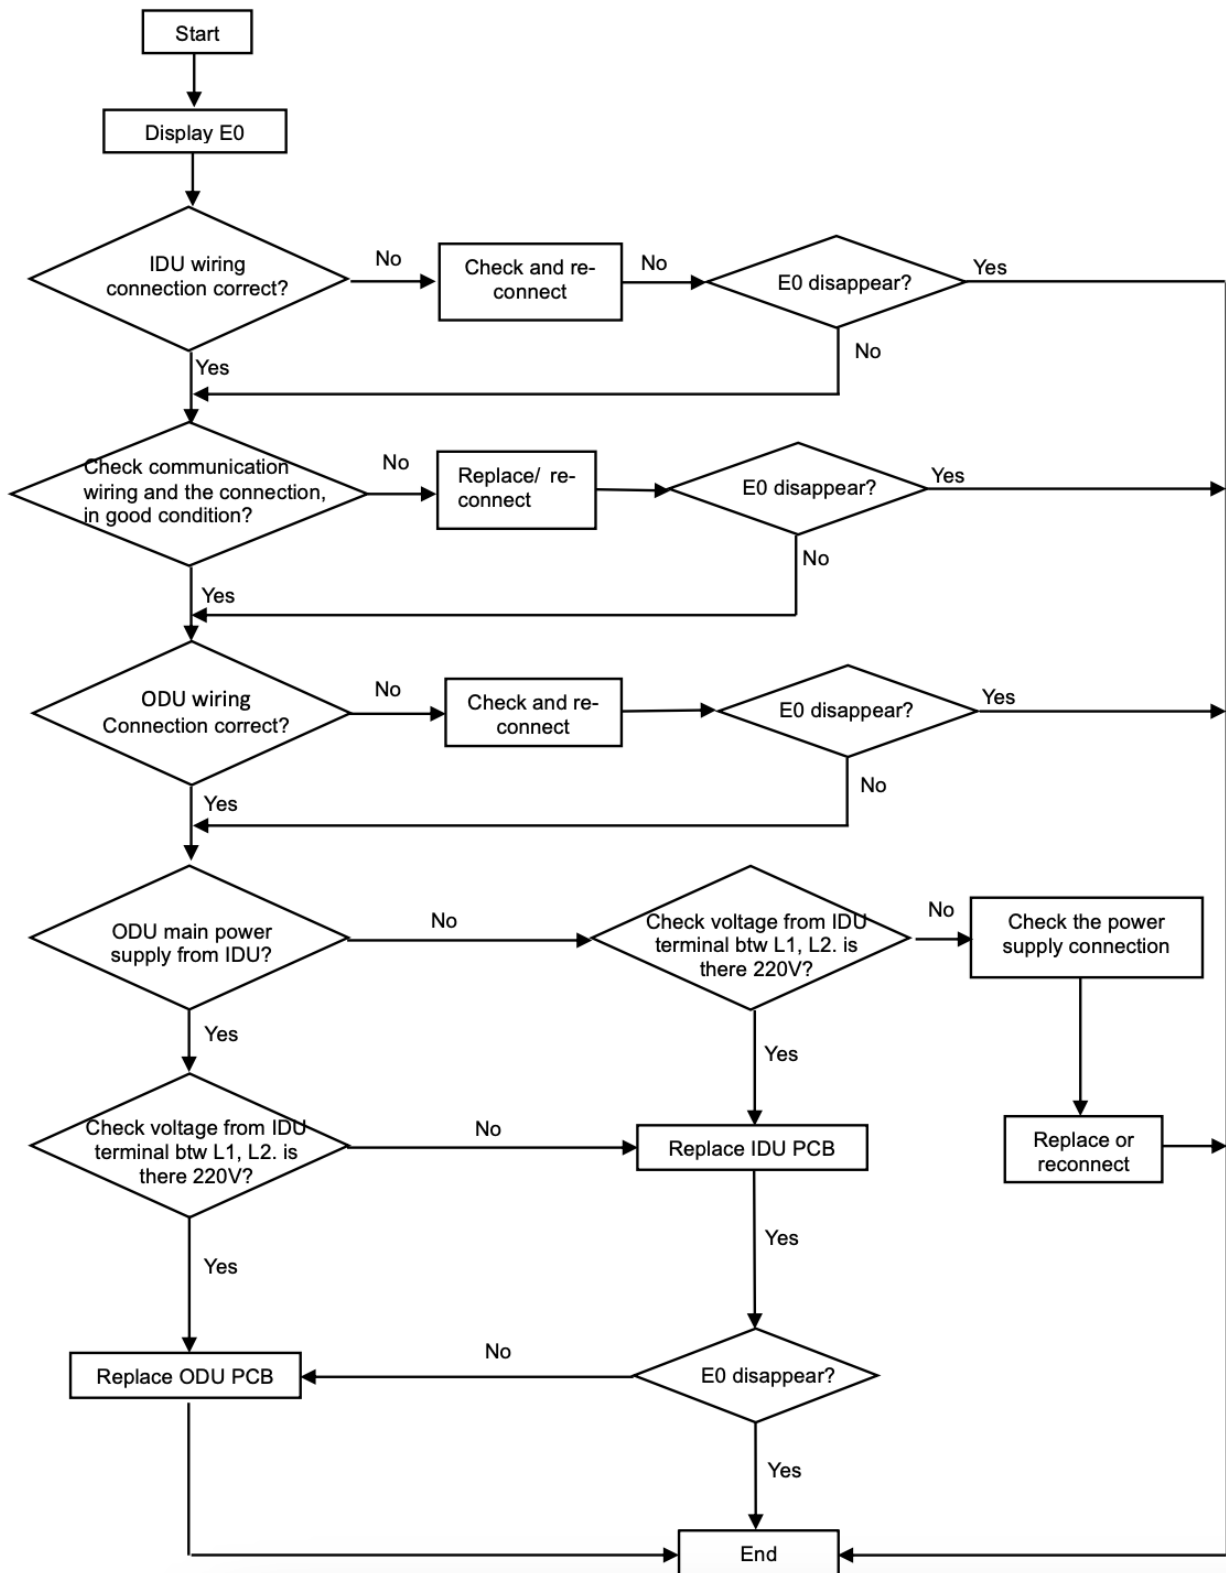 Start
Display E0
IDU wiring
connection correct?
No
Check and re-
connect
No
E0 disappear?
Yes
No
Yes
Check communication
wiring and the connection,
in good condition?
No
Replace/ re-
connect
E0 disappear?
Yes
No
Yes
ODU wiring
Connection correct?
No
Check and re-
connect
E0 disappear?
Yes
No
Yes
ODU main power
supply from IDU?
No
Check voltage from IDU
terminal btw L1, L2. is
there 220V?
No
Check the power
supply connection
Yes
Yes
Check voltage from IDU
terminal btw L1, L2. is
there 220V?
No
Replace IDU PCB
Replace or
reconnect
Yes
Yes
Replace ODU PCB
No
E0 disappear?
Yes
End